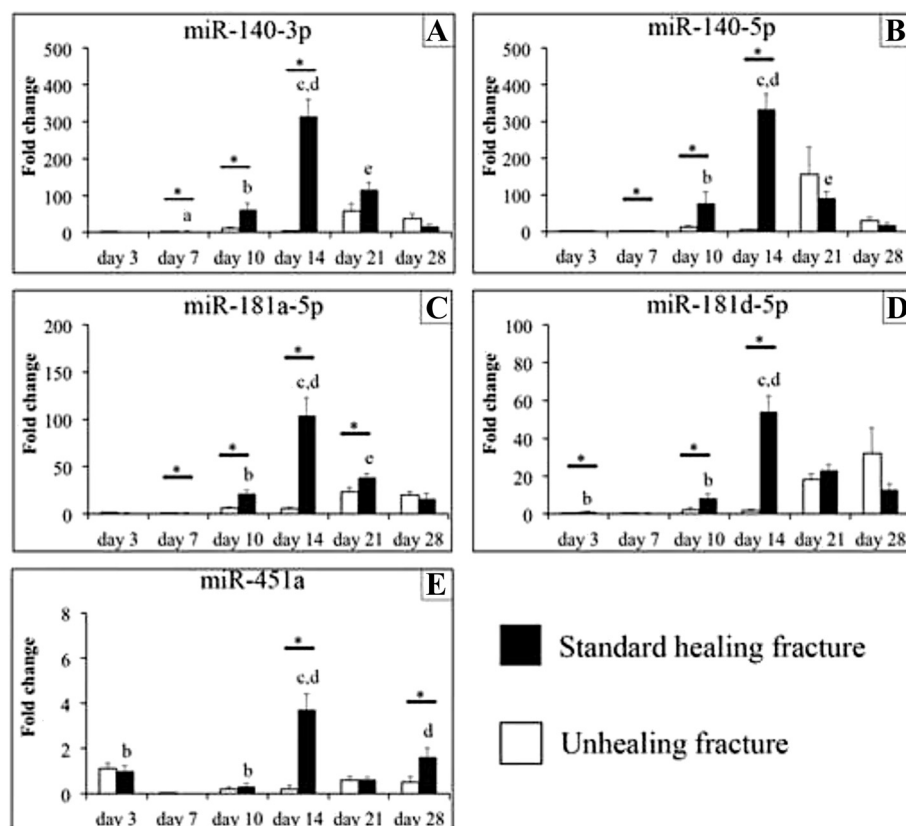 miR-140-3p
A
Fold change
500
400
300
200
100
0
*
a
*
b
*
c,d
e
day 3 day 7 day 10 day 14 day 21 day 28
miR-140-5p
B
Fold change
500
400
300
200
100
0
*
*
b
*
c,d
e
day 3 day 7 day 10 day 14 day 21 day 28
miR-181a-5p
C
Fold change
200
150
100
50
0
*
*
b
*
c,d
*
e
day 3 day 7 day 10 day 14 day 21 day 28
miR-181d-5p
D
Fold change
100
80
60
40
20
0
*
b
*
b
*
c,d
day 3 day 7 day 10 day 14 day 21 day 28
miR-451a
E
Fold change
8
6
4
2
0
b
b
*
c,d
*
d
day 3 day 7 day 10 day 14 day 21 day 28
Standard healing fracture
Unhealing fracture